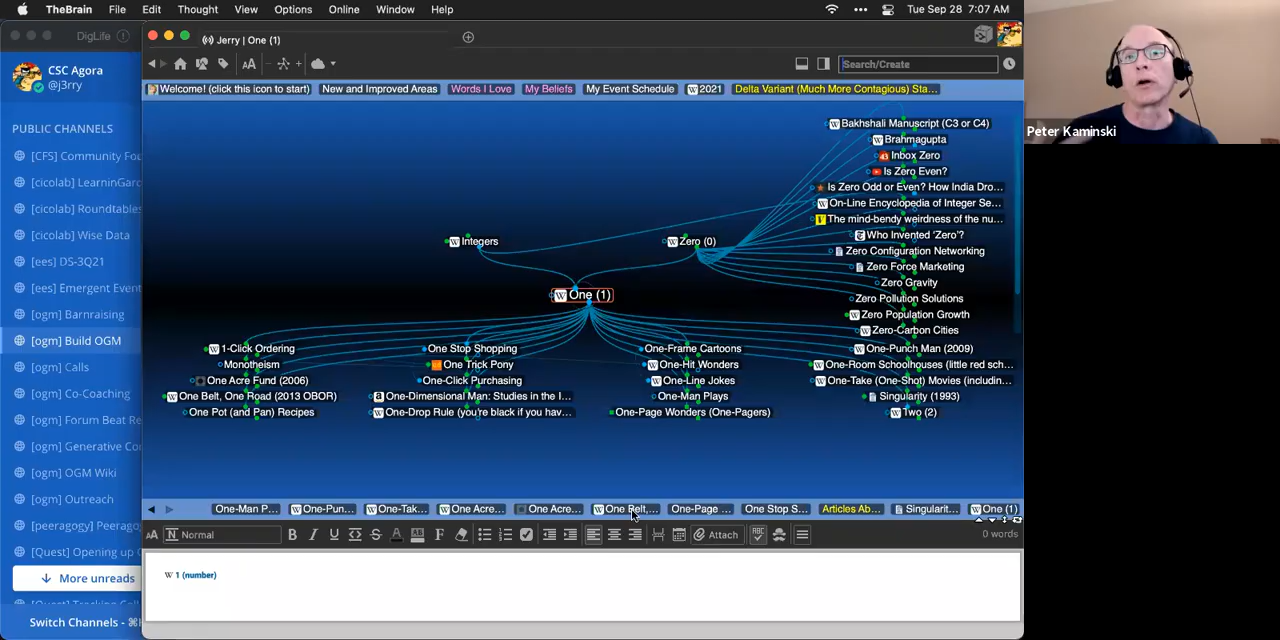 TheBrain File Edit Thought View Options Online Window Help Tue Sep 28 7:07 AM
DigLife
Jerry | One (1)
CSC Agora
@j3rry
Search/Create
Welcome! (click this icon to start) New and Improved Areas Words I Love My Beliefs My Event Schedule 2021 Delta Variant (Much More Contagious) Sta...
PUBLIC CHANNELS
[CFS] Community Fou
[cicolab] LearningGard
[cicolab] Roundtables
[cicolab] Wise Data
[ees] DS-3Q21
[ees] Emergent Event
[ogm] Barnraising
[ogm] Build OGM
[ogm] Calls
[ogm] Co-Coaching
[ogm] Forum Beat Re
[ogm] Generative Co
[ogm] OGM Wiki
[ogm] Outreach
[peeragogy] Peerago
[Quest] Opening up
More unreads
Switch Channels -
Bakhshali Manuscript (C3 or C4)
Brahmagupta
Inbox Zero
Is Zero Even?
Is Zero Odd or Even? How India Dro...
On-Line Encyclopedia of Integer Se...
The mind-bendy weirdness of the nu...
Who Invented 'Zero'?
Zero Configuration Networking
Zero Force Marketing
Zero Gravity
Zero Pollution Solutions
Zero Population Growth
Zero-Carbon Cities
Integers
Zero (0)
One (1)
1-Click Ordering
Monotheism
One Acre Fund (2006)
One Belt, One Road (2013 OBOR)
One Pot (and Pan) Recipes
One Stop Shopping
One Trick Pony
One-Click Purchasing
One-Dimensional Man: Studies in the I...
One-Drop Rule (you're black if you hav...
One-Frame Cartoons
One-Hit Wonders
One-Line Jokes
One-Man Plays
One-Page Wonders (One-Pagers)
One-Punch Man (2009)
One-Room Schoolhouses (little red sch...
One-Take (One-Shot) Movies (includin...
Singularity (1993)
Two (2)
One-Man P... One-Pun... One-Tak... One Acre... One Acre... One Belt,... One-Page ... One Stop S... Articles Ab... Singularit... One (1)
Normal Attach 0 words
1 (number)
Peter Kaminski